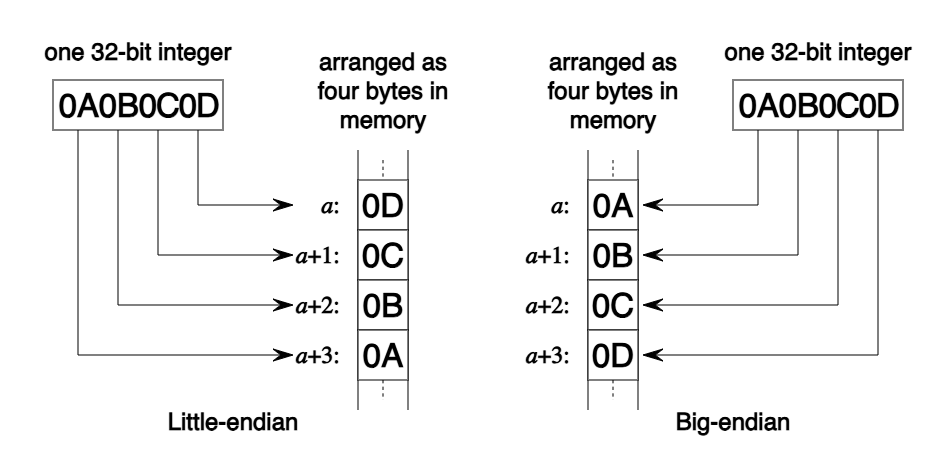 one 32-bit integer
0A0B0C0D
arranged as
four bytes in
memory
a: 0D
a+1: 0C
a+2: 0B
a+3: 0A
Little-endian
arranged as
four bytes in
memory
one 32-bit integer
0A0B0C0D
a: 0A
a+1: 0B
a+2: 0C
a+3: 0D
Big-endian